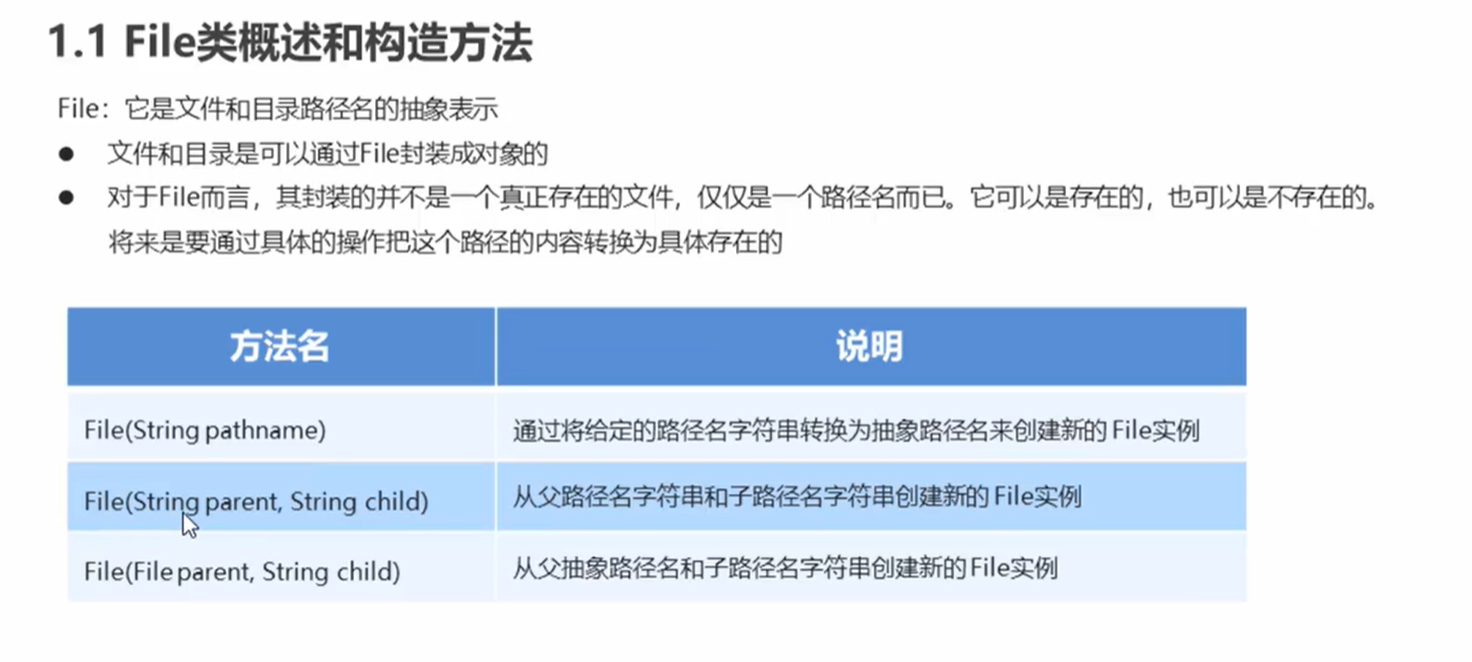 1.1 File类概述和构造方法
File：它是文件和目录路径名的抽象表示
● 文件和目录是可以通过File封装成对象的
● 对于File而言，其封装的并不是一个真正存在的文件，仅仅是一个路径名而已。它可以是存在的，也可以是不存在的。
将来是要通过具体的操作把这个路径的内容转换为具体存在的
方法名 说明
File(String pathname) 通过将给定的路径名字符串转换为抽象路径名来创建新的 File实例
File(String parent, String child) 从父路径名字符串和子路径名字符串创建新的 File实例
File(File parent, String child) 从父抽象路径名和子路径名字符串创建新的 File实例